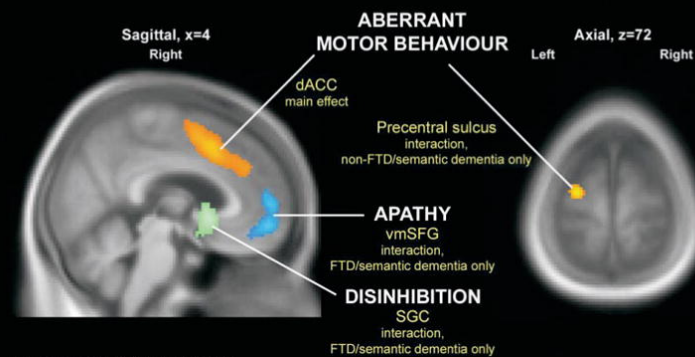 ABERRANT
MOTOR BEHAVIOUR
Sagittal, x=4
Right
Axial, z=72
Left
Right
dACC
main effect
Precentral sulcus
interaction,
non-FTD/semantic dementia only
APATHY
vmSFG
interaction,
FTD/semantic dementia only
DISINHIBITION
SGC
interaction,
FTD/semantic dementia only